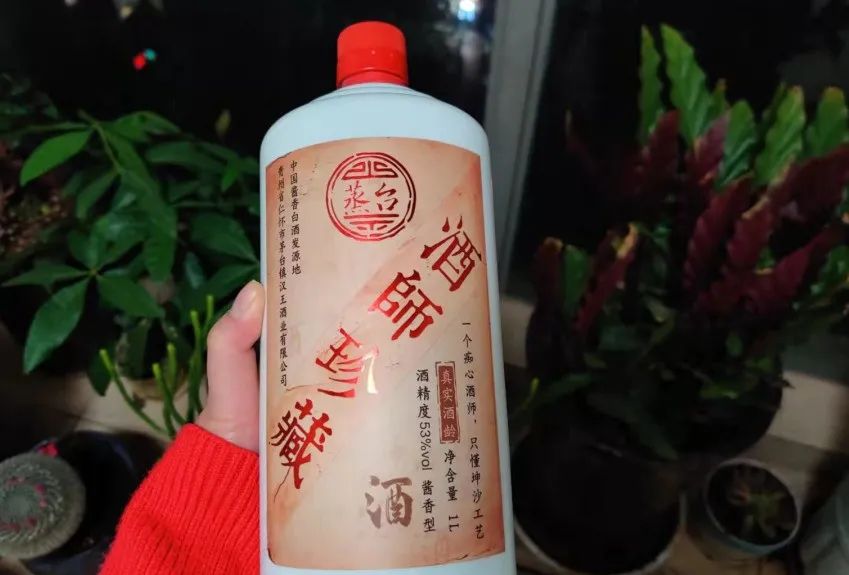 蒸台
酒師珍藏
酒
中国酱香白酒发源地
贵州省仁怀市茅台镇汉王酒业有限公司
一个痴心酒师，只懂坤沙工艺
真实酒龄
净含量 1L
酒精度53%vol 酱香型